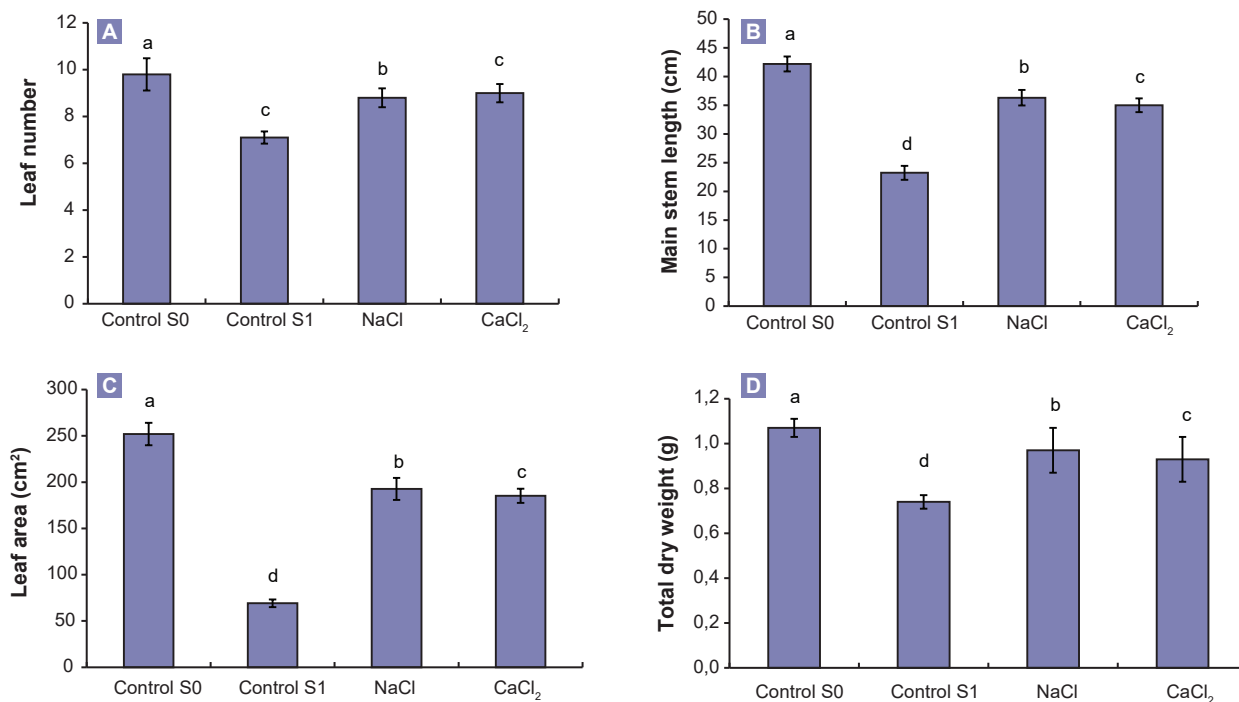 A
Leaf number
12
10
8
6
4
2
0
a
c
b
c
Control S0 Control S1 NaCl CaCl₂
B
Main stem length (cm)
50
45
40
35
30
25
20
15
10
5
0
a
d
b
c
Control S0 Control S1 NaCl CaCl₂
C
Leaf area (cm²)
300
250
200
150
100
50
0
a
d
b
c
Control S0 Control S1 NaCl CaCl₂
D
Total dry weight (g)
1,2
1,0
0,8
0,6
0,4
0,2
0,0
a
d
b
c
Control S0 Control S1 NaCl CaCl₂